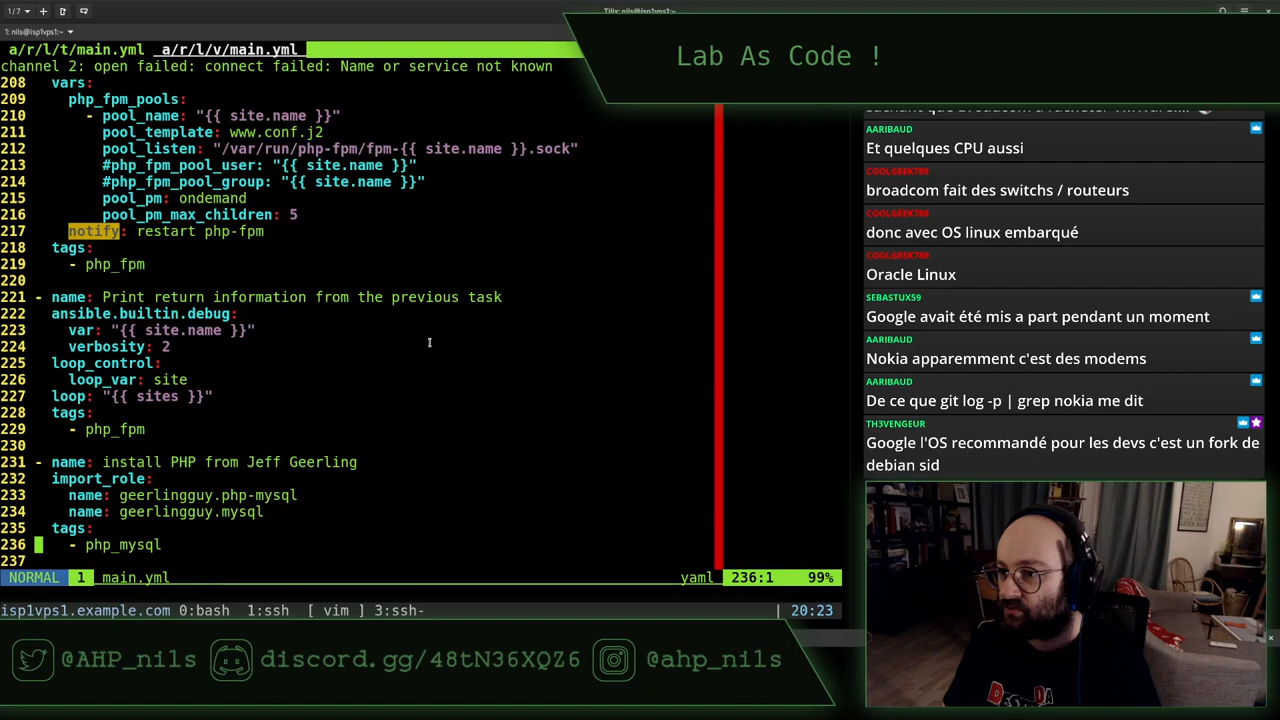 1/7
Tilix: nils@isp1vps1:~
1: nils@isp1vps1:~
a/r/l/t/main.yml a/r/l/v/main.yml
channel 2: open failed: connect failed: Name or service not known
208 vars:
209 php_fpm_pools:
210 - pool_name: "{{ site.name }}"
211 pool_template: www.conf.j2
212 pool_listen: "/var/run/php-fpm/fpm-{{ site.name }}.sock"
213 #php_fpm_pool_user: "{{ site.name }}"
214 #php_fpm_pool_group: "{{ site.name }}"
215 pool_pm: ondemand
216 pool_pm_max_children: 5
217 notify: restart php-fpm
218 tags:
219 - php_fpm
220
221 - name: Print return information from the previous task
222 ansible.builtin.debug:
223 var: "{{ site.name }}"
224 verbosity: 2
225 loop_control:
226 loop_var: site
227 loop: "{{ sites }}"
228 tags:
229 - php_fpm
230
231 - name: install PHP from Jeff Geerling
232 import_role:
233 name: geerlingguy.php-mysql
234 name: geerlingguy.mysql
235 tags:
236 - php_mysql
237
NORMAL 1 main.yml yaml 236:1 99%
isp1vps1.example.com 0:bash 1:ssh [ vim ] 3:ssh- | 20:23
Lab As Code !
AARIBAUD
Et quelques CPU aussi
COOLGEEK789
broadcom fait des switchs / routeurs
COOLGEEK789
donc avec OS linux embarqué
COOLGEEK789
Oracle Linux
SEBASTUX59
Google avait été mis a part pendant un moment
AARIBAUD
Nokia apparemment c'est des modems
AARIBAUD
De ce que git log -p | grep nokia me dit
TH3VENGEUR
Google l'OS recommandé pour les devs c'est un fork de
debian sid
@AHP_nils discord.gg/48tN36XQZ6 @ahp_nils